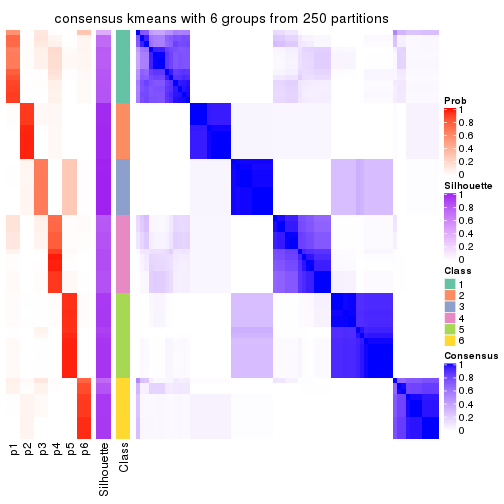 consensus kmeans with 6 groups from 250 partitions
Prob
1
0.8
0.6
0.4
0.2
0
Silhouette
1
0.8
0.6
0.4
0.2
0
Class
1
2
3
4
5
6
Consensus
1
0.8
0.6
0.4
0.2
0
p1
p2
p3
p4
p5
p6
Silhouette
Class